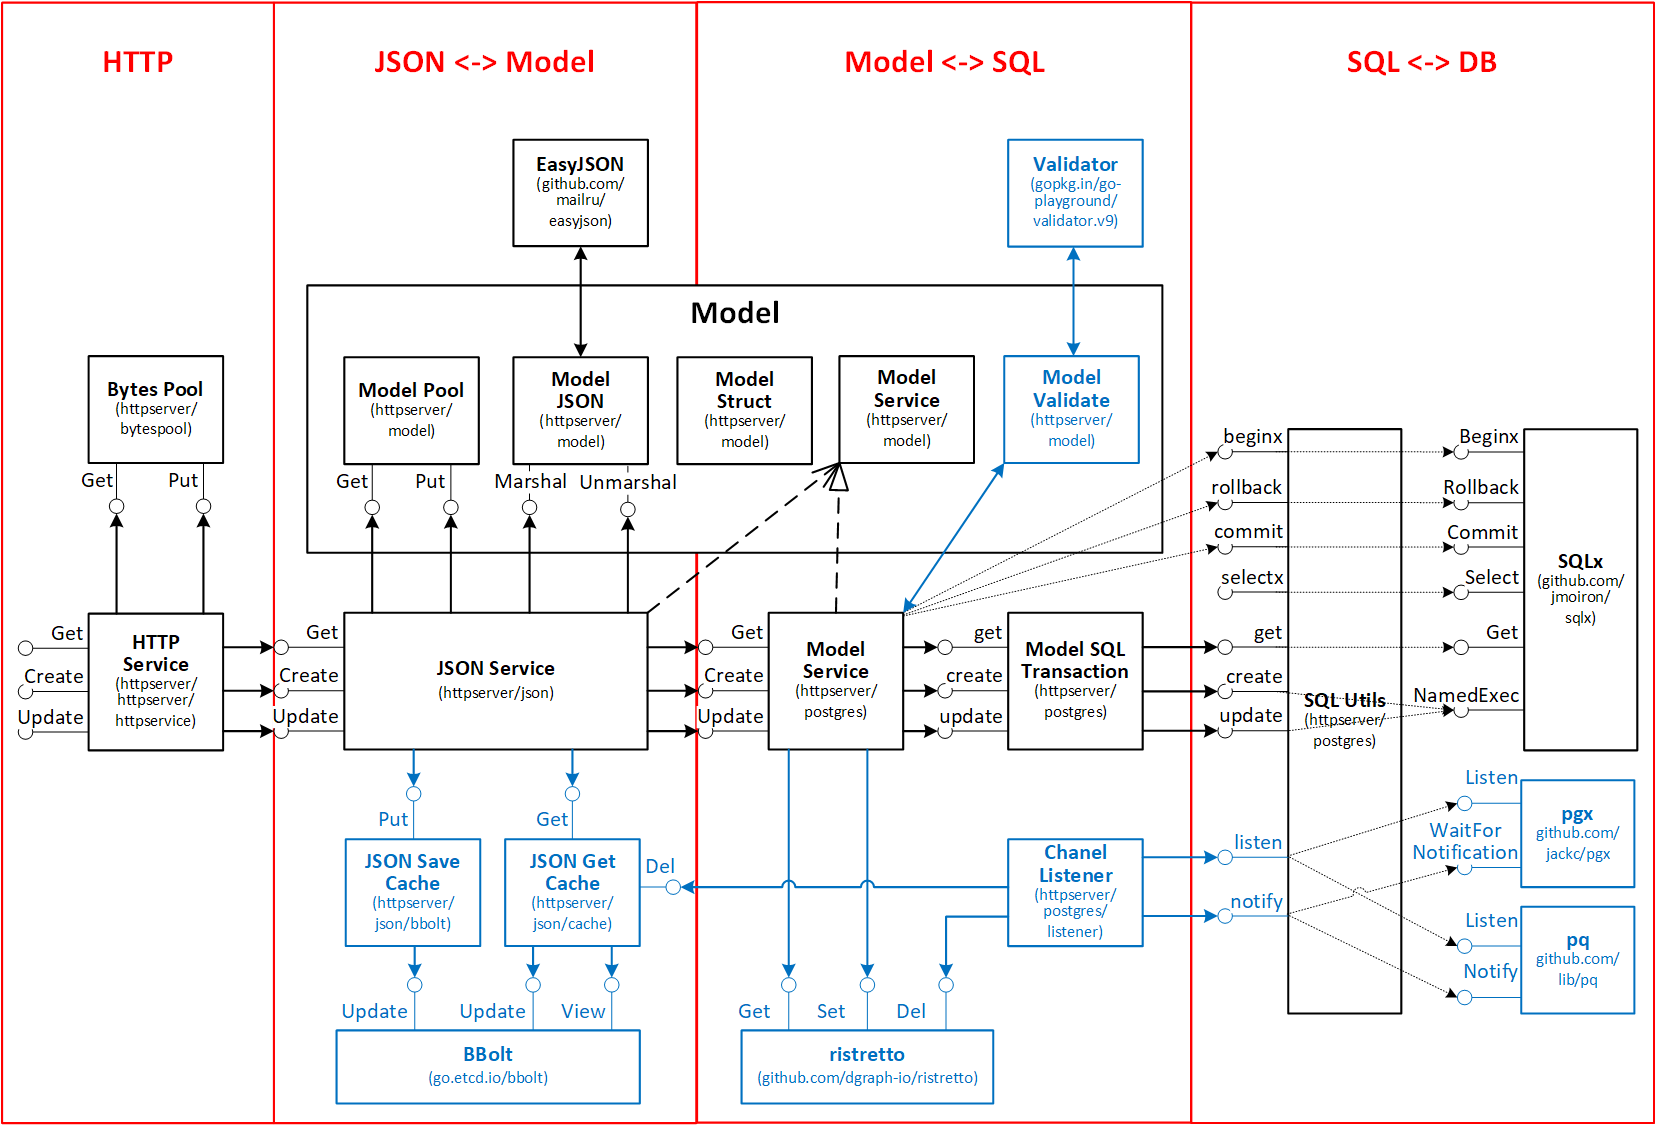 HTTP
JSON <-> Model
Model <-> SQL
SQL <-> DB
EasyJSON
(github.com/
mailru/
easyjson)
Validator
(gopkg.in/go-
playground/
validator.v9)
Model
Bytes Pool
(httpserver/
bytespool)
Get
Put
Model Pool
(httpserver/
model)
Get
Put
Model
JSON
(httpserver/
model)
Marshal
Unmarshal
Model
Struct
(httpserver/
model)
Model
Service
(httpserver/
model)
Model
Validate
(httpserver/
model)
beginx
rollback
commit
selectx
get
create
update
Beginx
Rollback
Commit
Select
Get
NamedExec
SQLx
(github.com/
jmoiron/
sqlx)
Get
Create
Update
HTTP
Service
(httpserver/
httpserver/
httpservice)
Get
Create
Update
JSON Service
(httpserver/json)
Get
Create
Update
Model
Service
(httpserver/
postgres)
get
create
update
Model SQL
Transaction
(httpserver/
postgres)
SQL Utils
(httpserver/
postgres)
Put
Get
JSON Save
Cache
(httpserver/
json/bbolt)
JSON Get
Cache
(httpserver/
json/cache)
Del
Chanel
Listener
(httpserver/
postgres/
listener)
listen
notify
Listen
WaitFor
Notification
pgx
github.com/
jackc/pgx
Listen
Notify
pq
github.com/
lib/pq
Update
Update
View
BBolt
(go.etcd.io/bbolt)
Get
Set
Del
ristretto
(github.com/dgraph-io/ristretto)